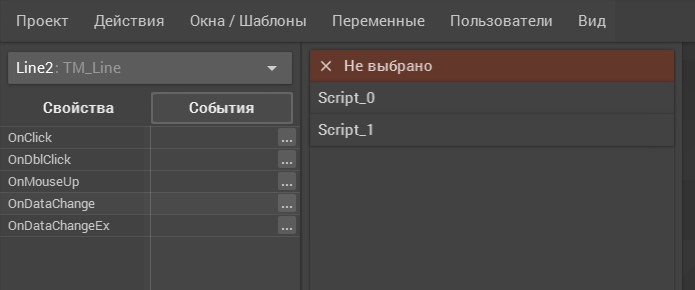 Проект Действия Окна / Шаблоны Переменные Пользователи Вид
Line2: TM_Line
Свойства События
OnClick ...
OnDblClick ...
OnMouseUp ...
OnDataChange ...
OnDataChangeEx ...
× Не выбрано
Script_0
Script_1